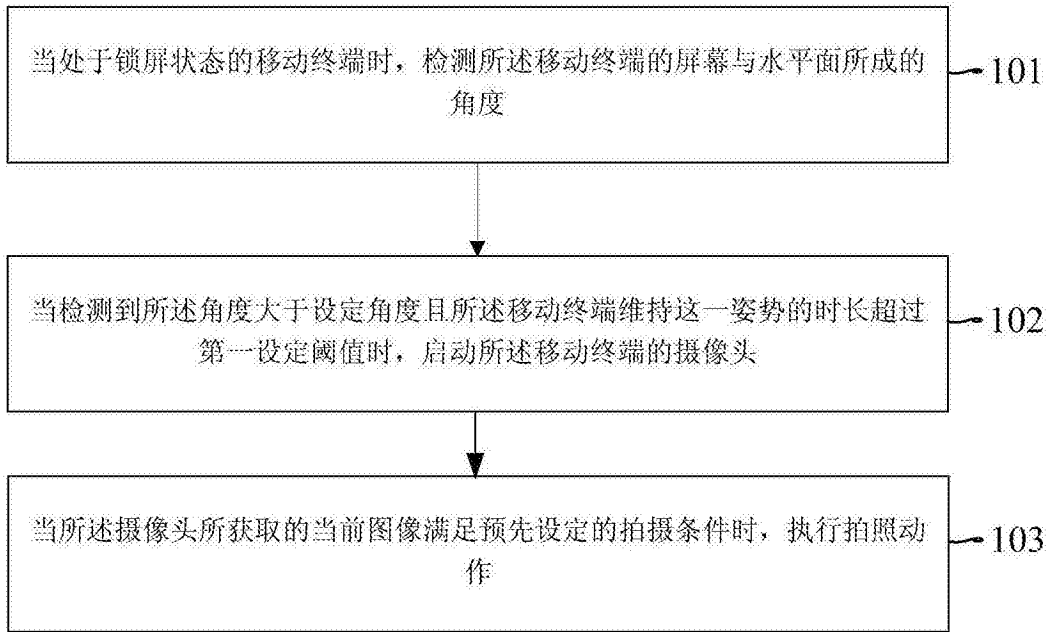 当处于锁屏状态的移动终端时，检测所述移动终端的屏幕与水平面所成的
角度
101
当检测到所述角度大于设定角度且所述移动终端维持这一姿势的时长超过
第一设定阈值时，启动所述移动终端的摄像头
102
当所述摄像头所获取的当前图像满足预先设定的拍摄条件时，执行拍照动
作
103